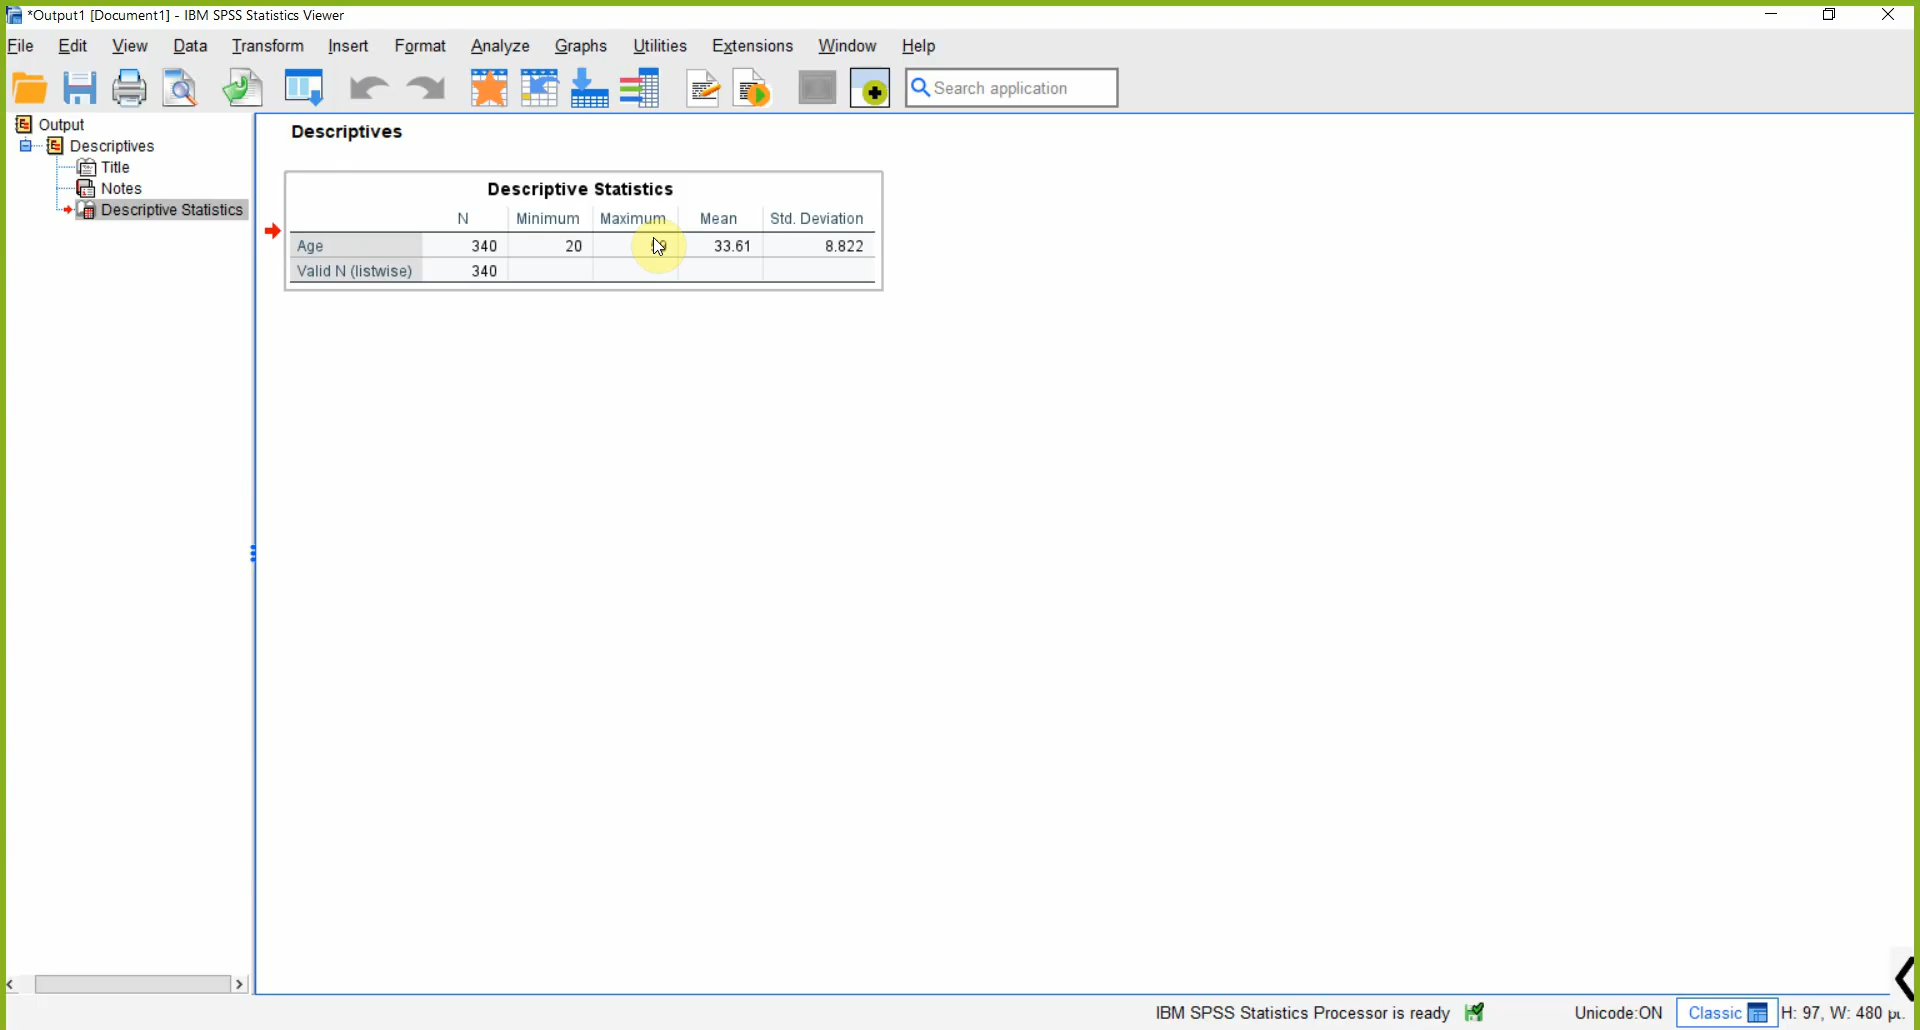 *Output1 [Document1] - IBM SPSS Statistics Viewer
File Edit View Data Transform Insert Format Analyze Graphs Utilities Extensions Window Help
Search application
Output
Descriptives
Title
Notes
Descriptive Statistics
Descriptives
Descriptive Statistics
N Minimum Maximum Mean Std. Deviation
Age 340 20 33.61 8.822
Valid N (listwise) 340
IBM SPSS Statistics Processor is ready Unicode:ON Classic H: 97, W: 480 pt.